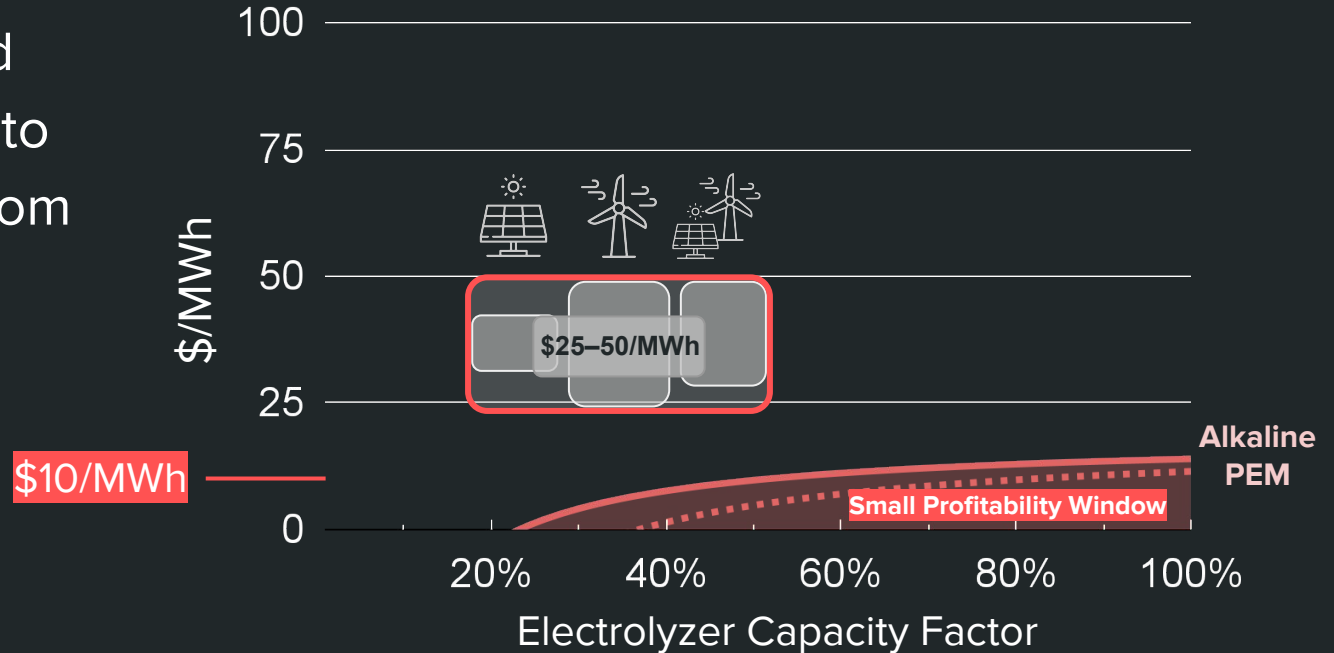 100
75
to
50
$/MWh
$25–50/MWh
25
Alkaline
$10/MWh
PEM
Small Profitability Window
0
20% 40% 60% 80% 100%
Electrolyzer Capacity Factor